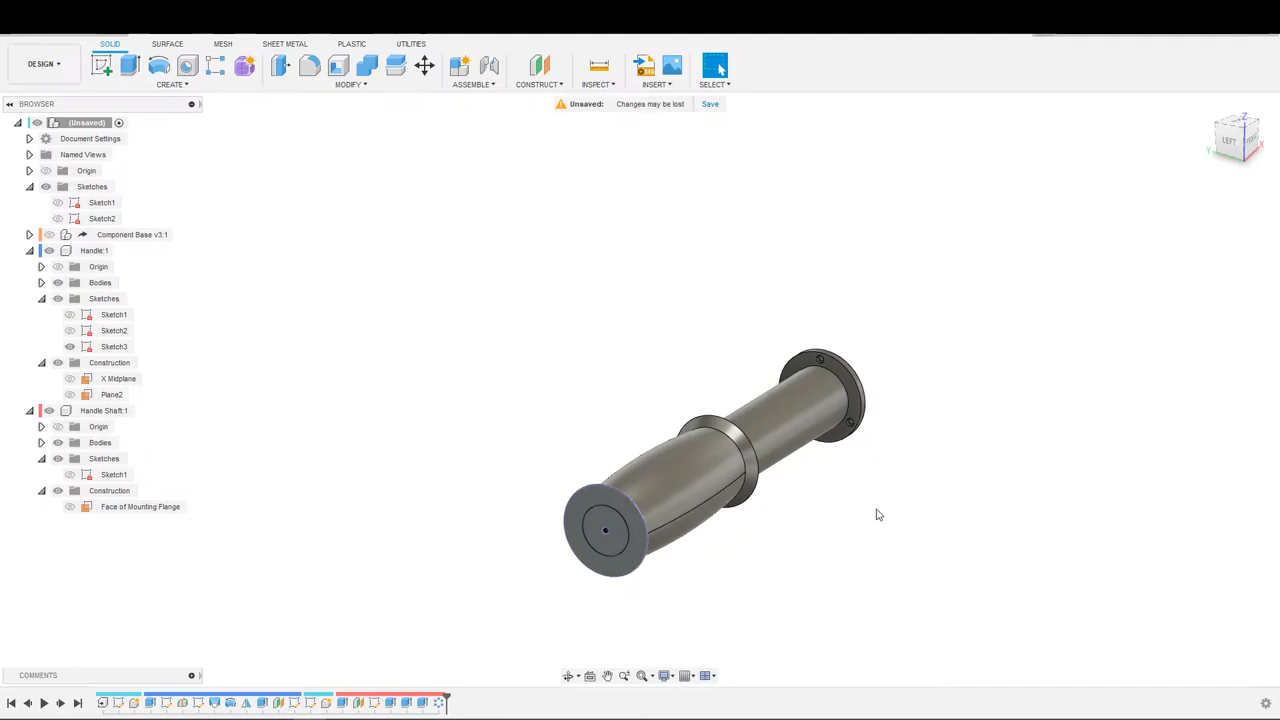 SOLID SURFACE MESH SHEET METAL PLASTIC UTILITIES
DESIGN
CREATE MODIFY ASSEMBLE CONSTRUCT INSPECT INSERT SELECT
BROWSER
Unsaved: Changes may be lost Save
(Unsaved)
Document Settings
Named Views
Origin
Sketches
Sketch1
Sketch2
Component Base v3:1
Handle:1
Origin
Bodies
Sketches
Sketch1
Sketch2
Sketch3
Construction
X Midplane
Plane2
Handle Shaft:1
Origin
Bodies
Sketches
Sketch1
Construction
Face of Mounting Flange
Z
LEFT
Y
X
COMMENTS